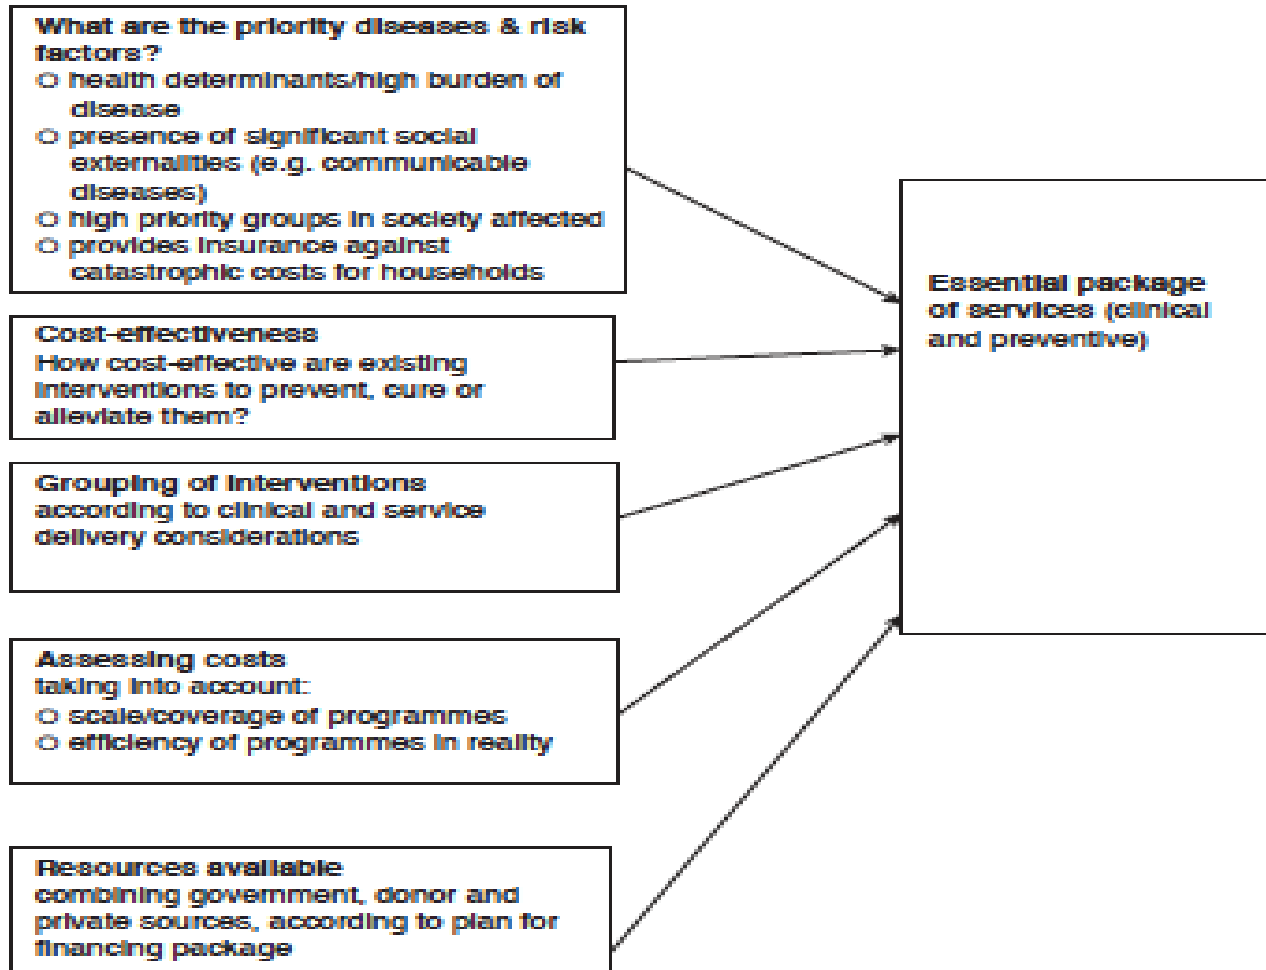 What are the priority diseases & risk
factors?
○ health determinants/high burden of
disease
○ presence of significant social
externalities (e.g. communicable
diseases)
○ high priority groups in society affected
○ provides insurance against
catastrophic costs for households
Cost-effectiveness
How cost-effective are existing
interventions to prevent, cure or
alleviate them?
Grouping of interventions
according to clinical and service
delivery considerations
Assessing costs
taking into account:
○ scale/coverage of programmes
○ efficiency of programmes in reality
Resources available
combining government, donor and
private sources, according to plan for
financing package
Essential package
of services (clinical
and preventive)